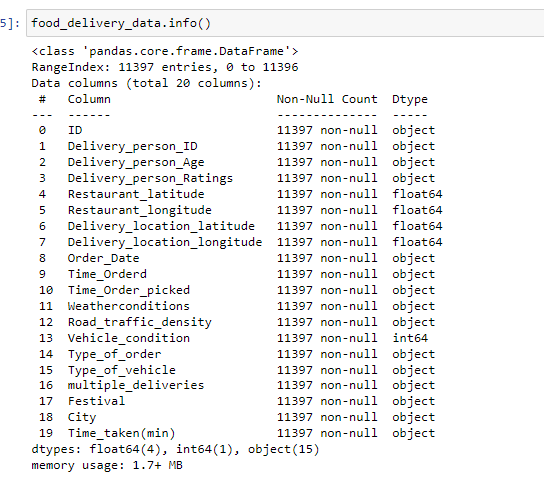 5]: food_delivery_data.info()
<class 'pandas.core.frame.DataFrame'>
RangeIndex: 11397 entries, 0 to 11396
Data columns (total 20 columns):
 #   Column                       Non-Null Count  Dtype
---  ------                       --------------  -----
 0   ID                           11397 non-null  object
 1   Delivery_person_ID           11397 non-null  object
 2   Delivery_person_Age          11397 non-null  object
 3   Delivery_person_Ratings      11397 non-null  object
 4   Restaurant_latitude          11397 non-null  float64
 5   Restaurant_longitude         11397 non-null  float64
 6   Delivery_location_latitude   11397 non-null  float64
 7   Delivery_location_longitude  11397 non-null  float64
 8   Order_Date                   11397 non-null  object
 9   Time_Orderd                  11397 non-null  object
 10  Time_Order_picked            11397 non-null  object
 11  Weatherconditions            11397 non-null  object
 12  Road_traffic_density         11397 non-null  object
 13  Vehicle_condition            11397 non-null  int64
 14  Type_of_order                11397 non-null  object
 15  Type_of_vehicle              11397 non-null  object
 16  multiple_deliveries          11397 non-null  object
 17  Festival                     11397 non-null  object
 18  City                         11397 non-null  object
 19  Time_taken(min)              11397 non-null  object
dtypes: float64(4), int64(1), object(15)
memory usage: 1.7+ MB